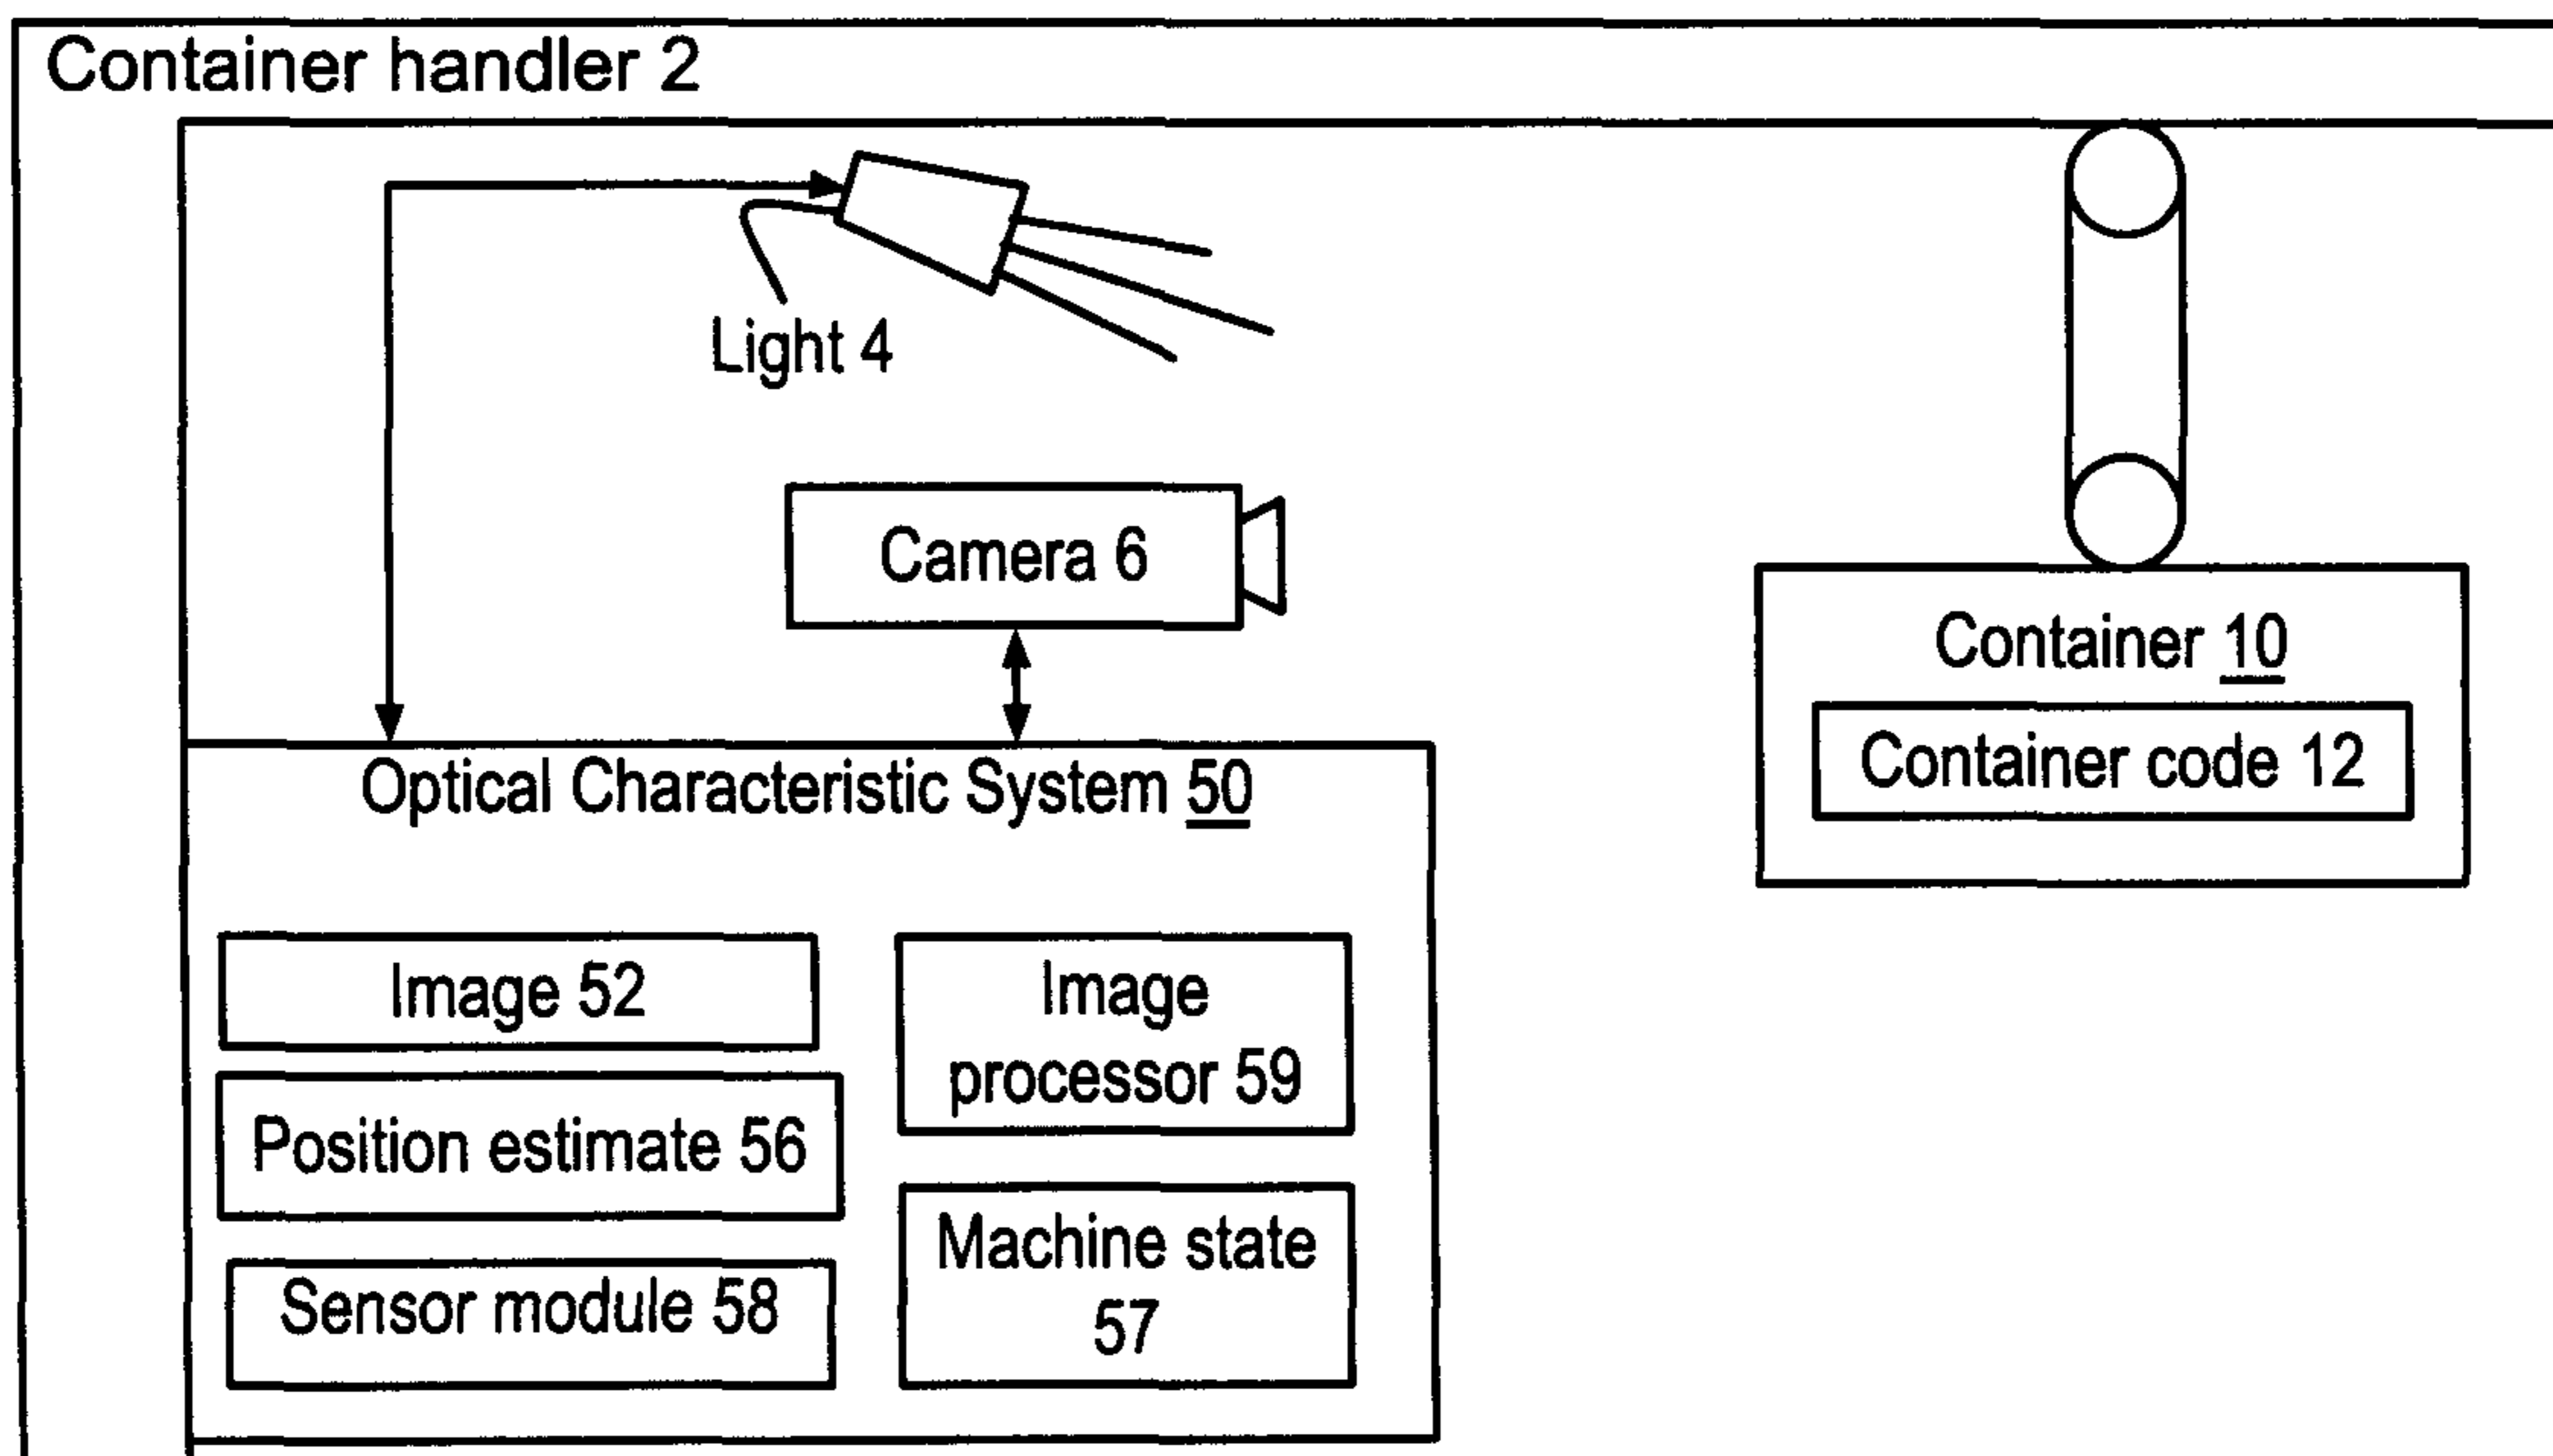 Container handler 2
Light 4
Camera 6
Container 10
Container code 12
Optical Characteristic System 50
Image 52
Image
processor 59
Position estimate 56
Machine state
57
Sensor module 58